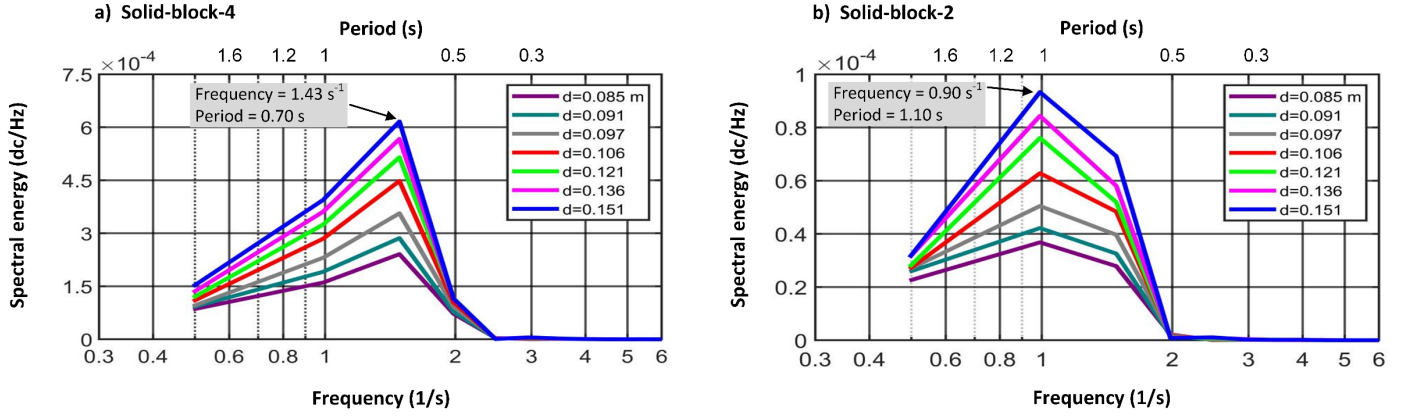 a) Solid-block-4
Period (s)
1.6 1.2 1 0.5 0.3
×10⁻⁴
7.5
6
4.5
3
1.5
0
Spectral energy (dc/Hz)
Frequency = 1.43 s⁻¹
Period = 0.70 s
d=0.085 m
d=0.091
d=0.097
d=0.106
d=0.121
d=0.136
d=0.151
0.3 0.4 0.6 0.8 1 2 3 4 5 6
Frequency (1/s)
b) Solid-block-2
Period (s)
1.6 1.2 1 0.5 0.3
×10⁻⁴
1
0.8
0.6
0.4
0.2
0
Spectral energy (dc/Hz)
Frequency = 0.90 s⁻¹
Period = 1.10 s
d=0.085 m
d=0.091
d=0.097
d=0.106
d=0.121
d=0.136
d=0.151
0.3 0.4 0.6 0.8 1 2 3 4 5 6
Frequency (1/s)